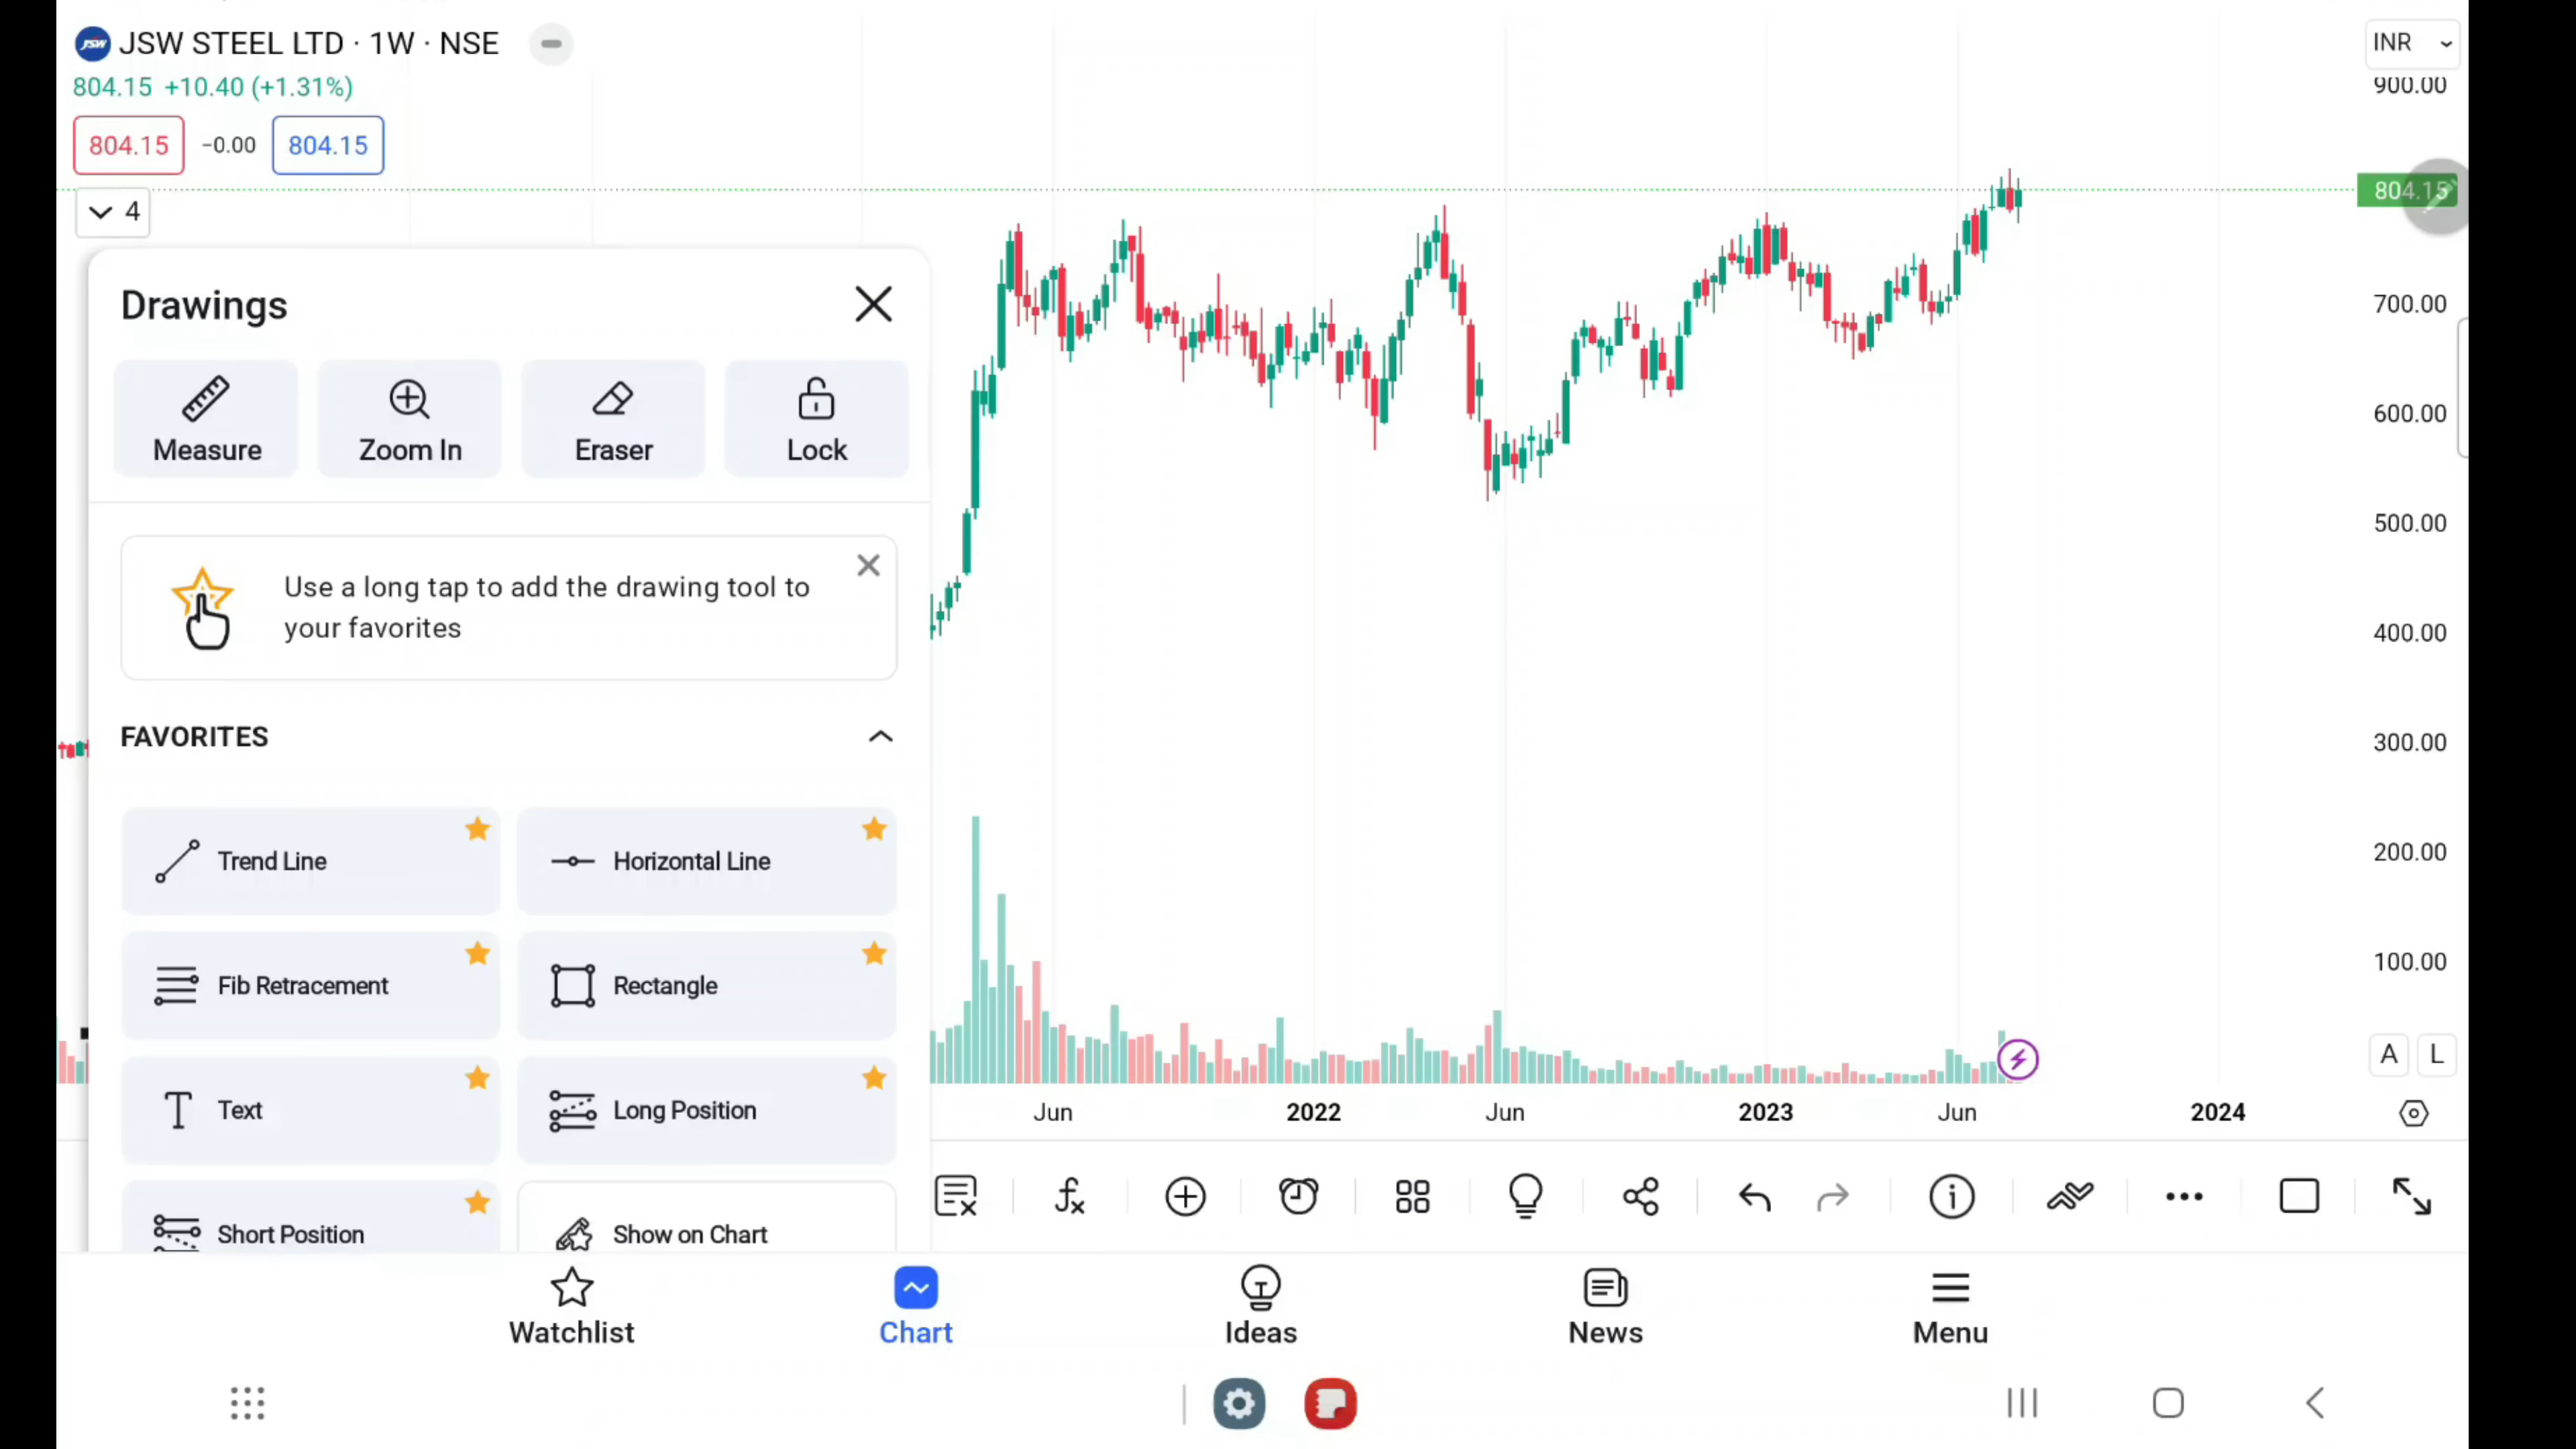 JSW JSW STEEL LTD · 1W · NSE
INR
804.15 +10.40 (+1.31%)
900.00
804.15 −0.00 804.15
804.15
4
Drawings
700.00
Measure Zoom In Eraser Lock
600.00
500.00
Use a long tap to add the drawing tool to
your favorites
400.00
FAVORITES
300.00
Trend Line Horizontal Line
200.00
Fib Retracement Rectangle
100.00
A L
Text Long Position
Jun 2022 Jun 2023 Jun 2024
Short Position Show on Chart
Watchlist Chart Ideas News Menu